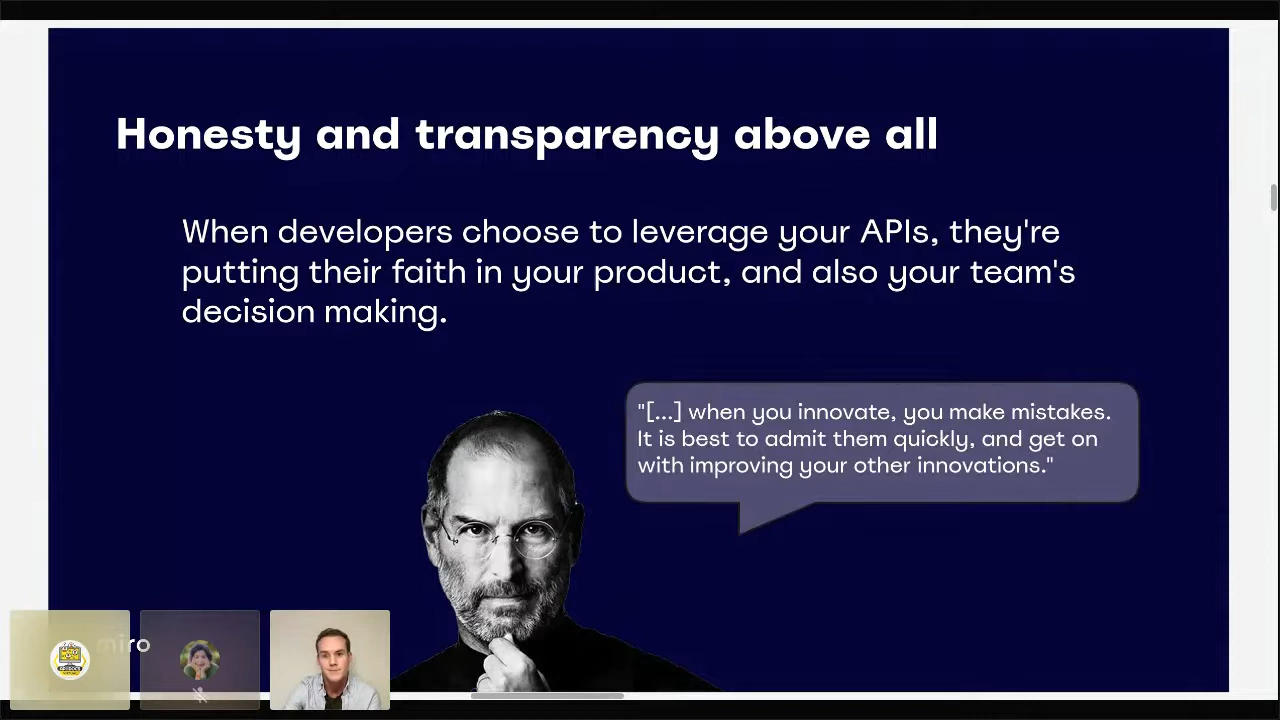 Honesty and transparency above all
When developers choose to leverage your APIs, they're
putting their faith in your product, and also your team's
decision making.
"[...] when you innovate, you make mistakes.
It is best to admit them quickly, and get on
with improving your other innovations."
miro